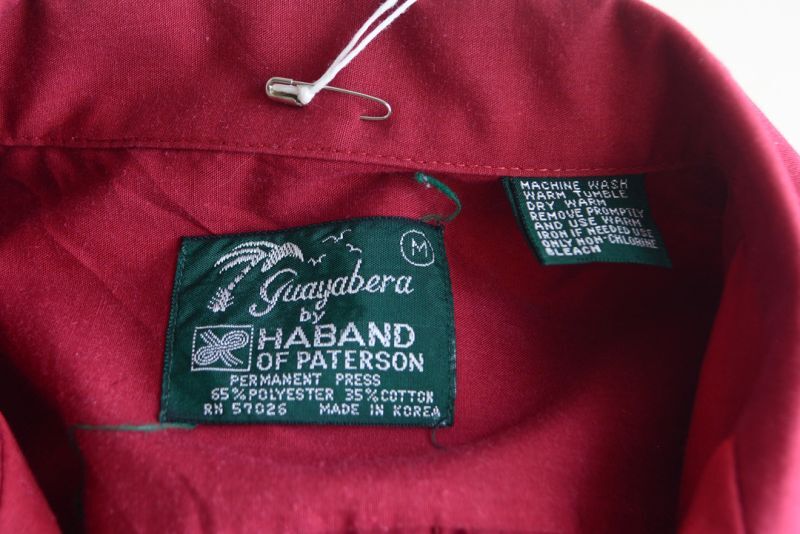 M
Guayabera
by
HABAND
OF PATERSON
PERMANENT PRESS
65% POLYESTER 35% COTTON
RN 57026 MADE IN KOREA
MACHINE WASH
WARM TUMBLE
DRY WARM
REMOVE PROMPTLY
AND USE WARM
IRON IF NEEDED USE
ONLY NON-CHLORINE
BLEACH